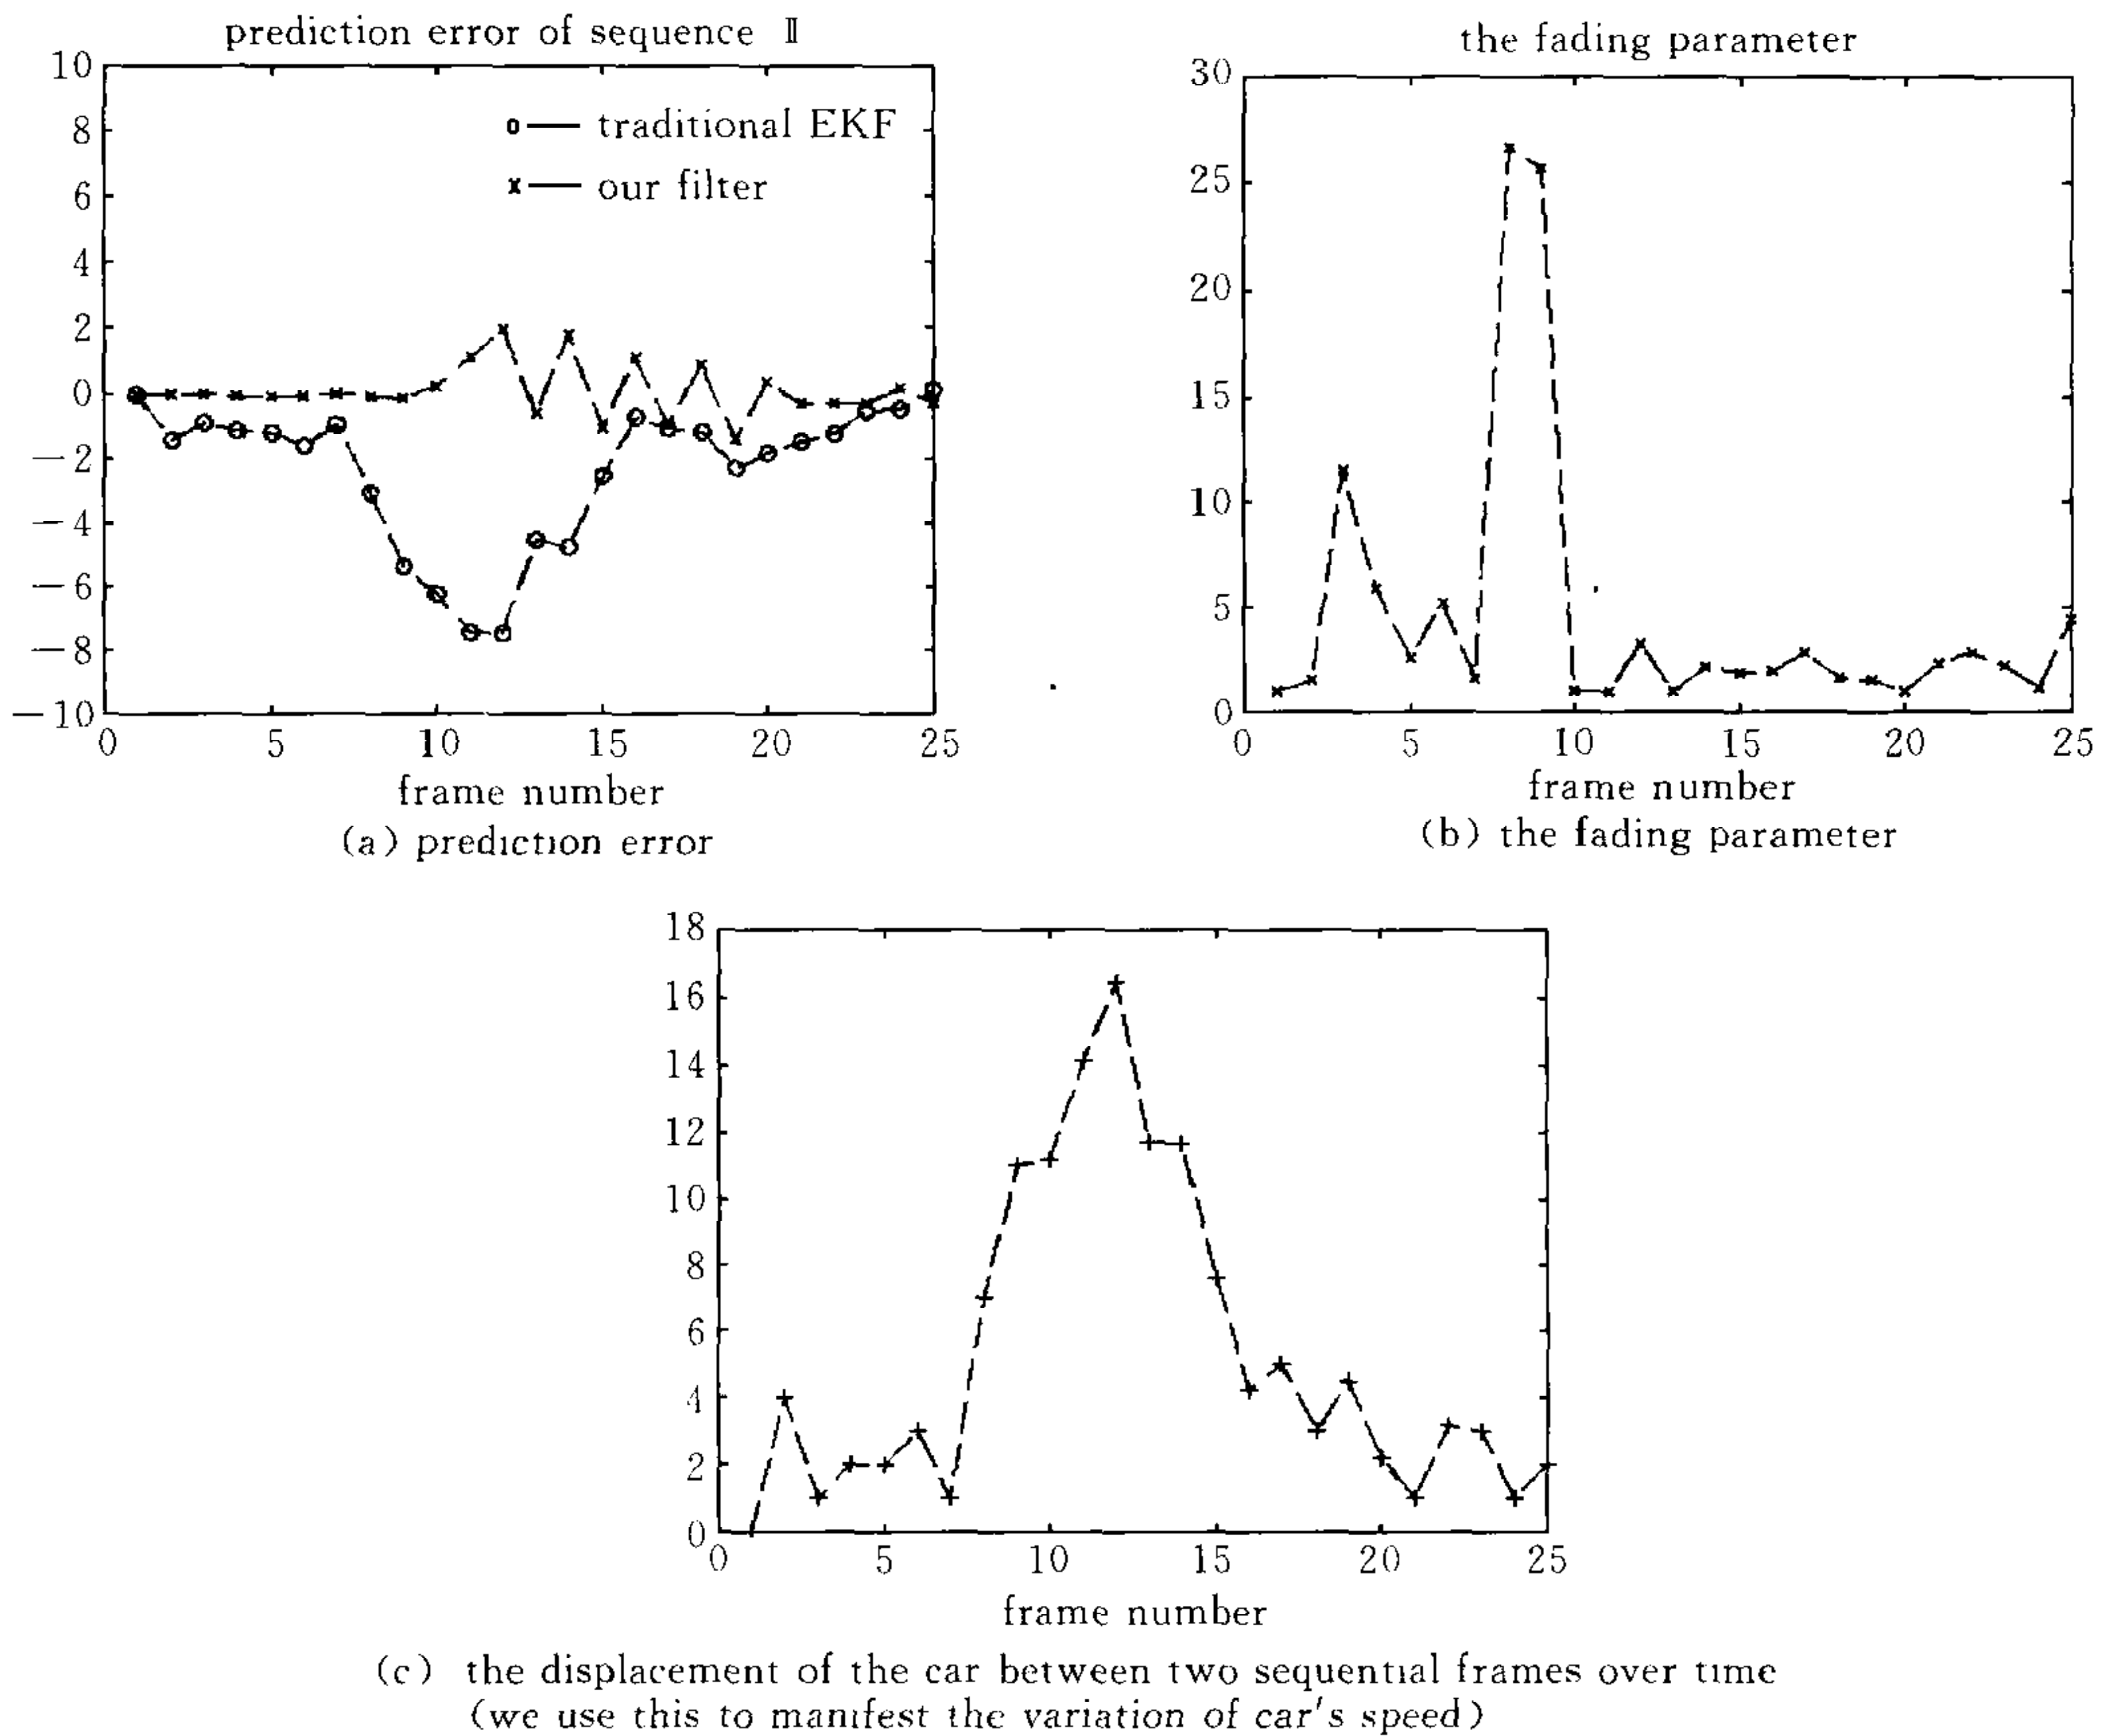 prediction error of sequence Ⅱ
10
8
6
4
2
0
—2
—4
—6
—8
—10
o— traditional EKF
x— our filter
0 5 10 15 20 25
frame number
(a) prediction error
the fading parameter
30
25
20
15
10
5
0
0 5 10 15 20 25
frame number
(b) the fading parameter
18
16
14
12
10
8
6
4
2
0
0 5 10 15 20 25
frame number
(c) the displacement of the car between two sequential frames over time
(we use this to manifest the variation of car's speed)